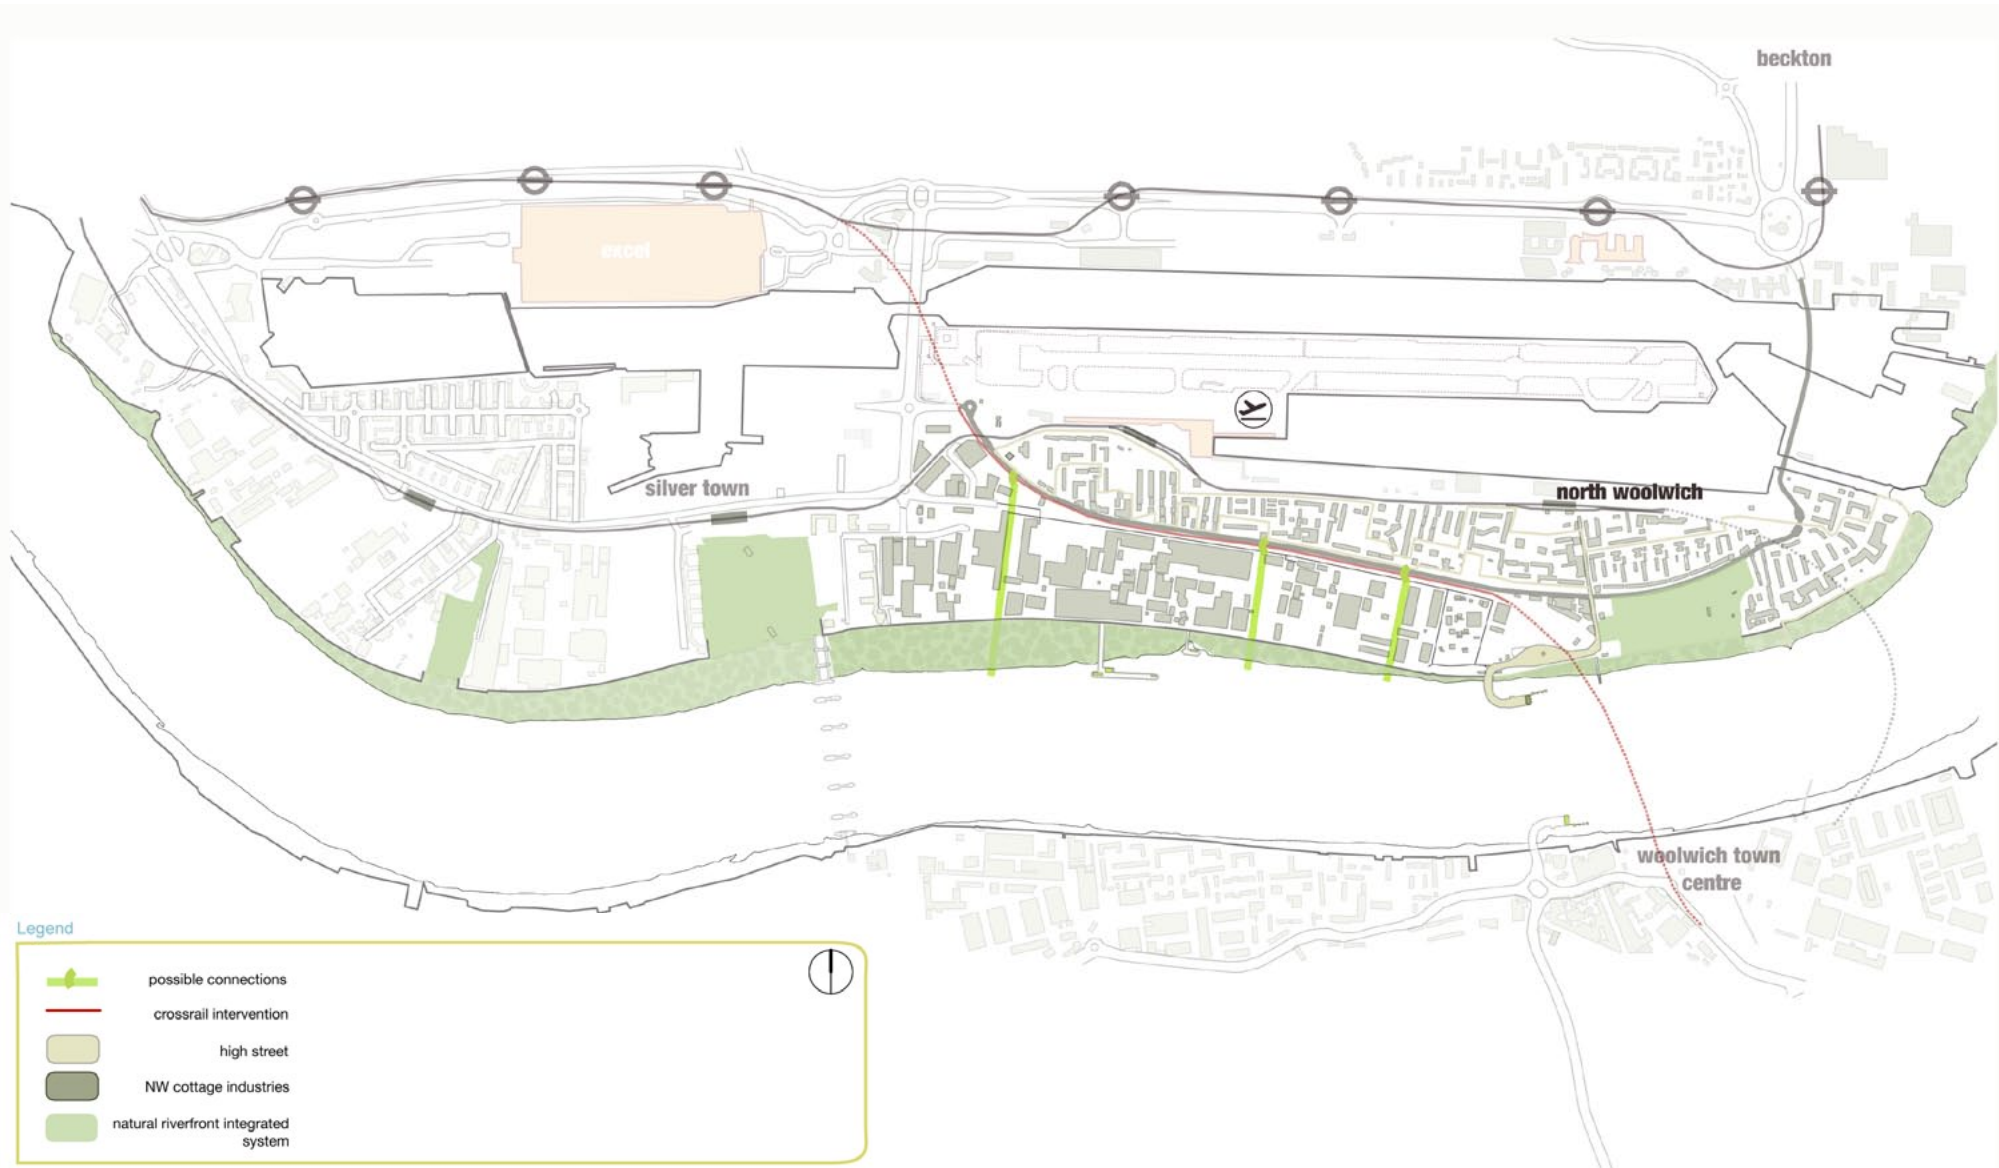 beckton
excel
silver town
north woolwich
woolwich town
centre
Legend
possible connections
crossrail intervention
high street
NW cottage industries
natural riverfront integrated
system